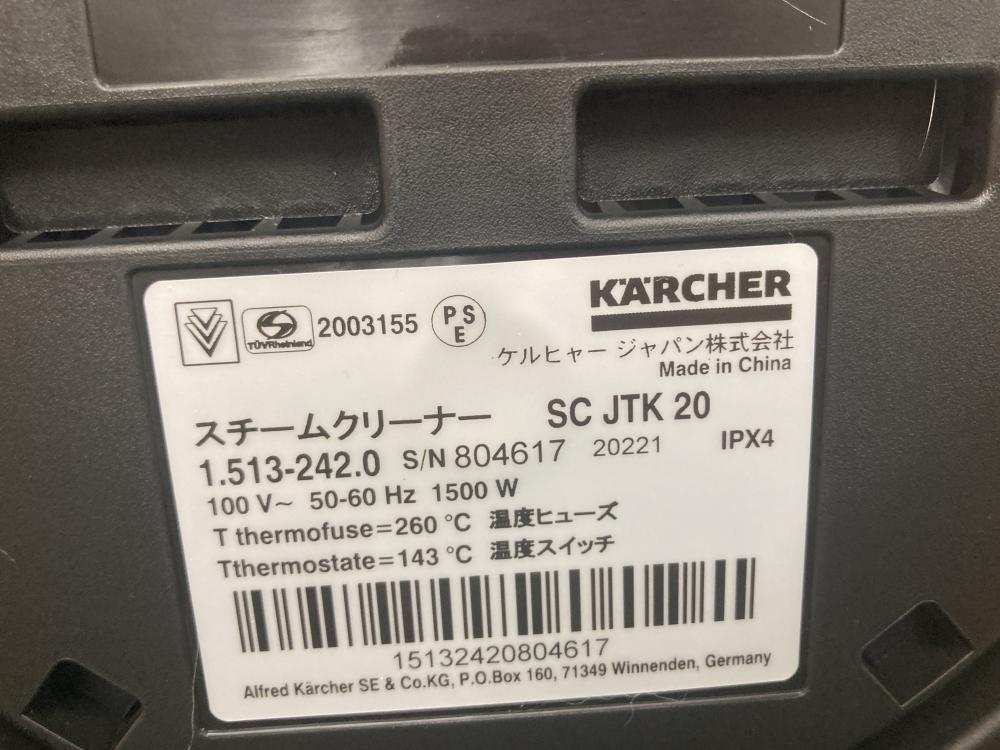 TÜVRheinland 2003155 PSE KÄRCHER
ケルヒャー ジャパン株式会社
Made in China
スチームクリーナー SC JTK 20
1.513-242.0 S/N 804617 20221 IPX4
100 V~ 50-60 Hz 1500 W
T thermofuse=260 °C 温度ヒューズ
Tthermostate=143 °C 温度スイッチ
15132420804617
Alfred Kärcher SE & Co.KG, P.O.Box 160, 71349 Winnenden, Germany